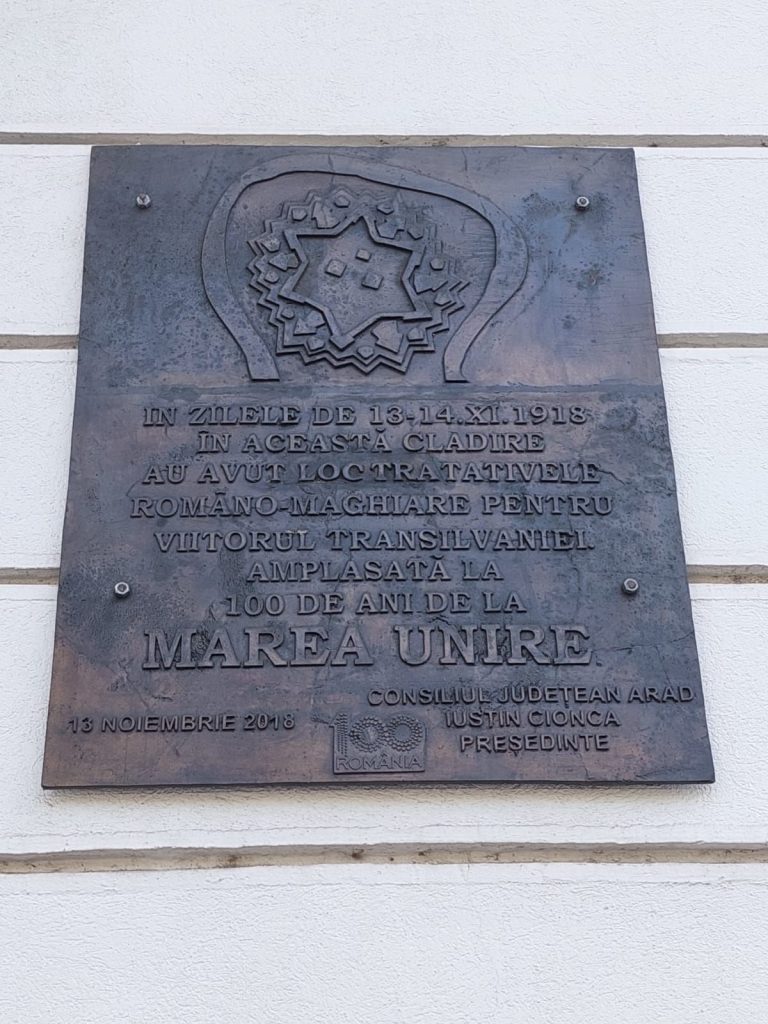 IN ZILELE DE 13-14.XI.1918
ÎN ACEASTĂ CLĂDIRE
AU AVUT LOC TRATATIVELE
ROMÂNO-MAGHIARE PENTRU
VIITORUL TRANSILVANIEI.
AMPLASATĂ LA
100 DE ANI DE LA
MAREA UNIRE
13 NOIEMBRIE 2018
100
ROMÂNIA
CONSILIUL JUDEȚEAN ARAD
IUSTIN CIONCA
PREȘEDINTE